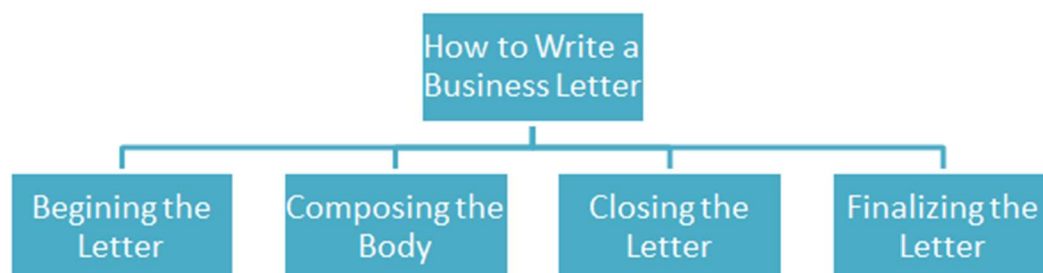 How to Write a
Business Letter
Begining the
Letter
Composing the
Body
Closing the
Letter
Finalizing the
Letter